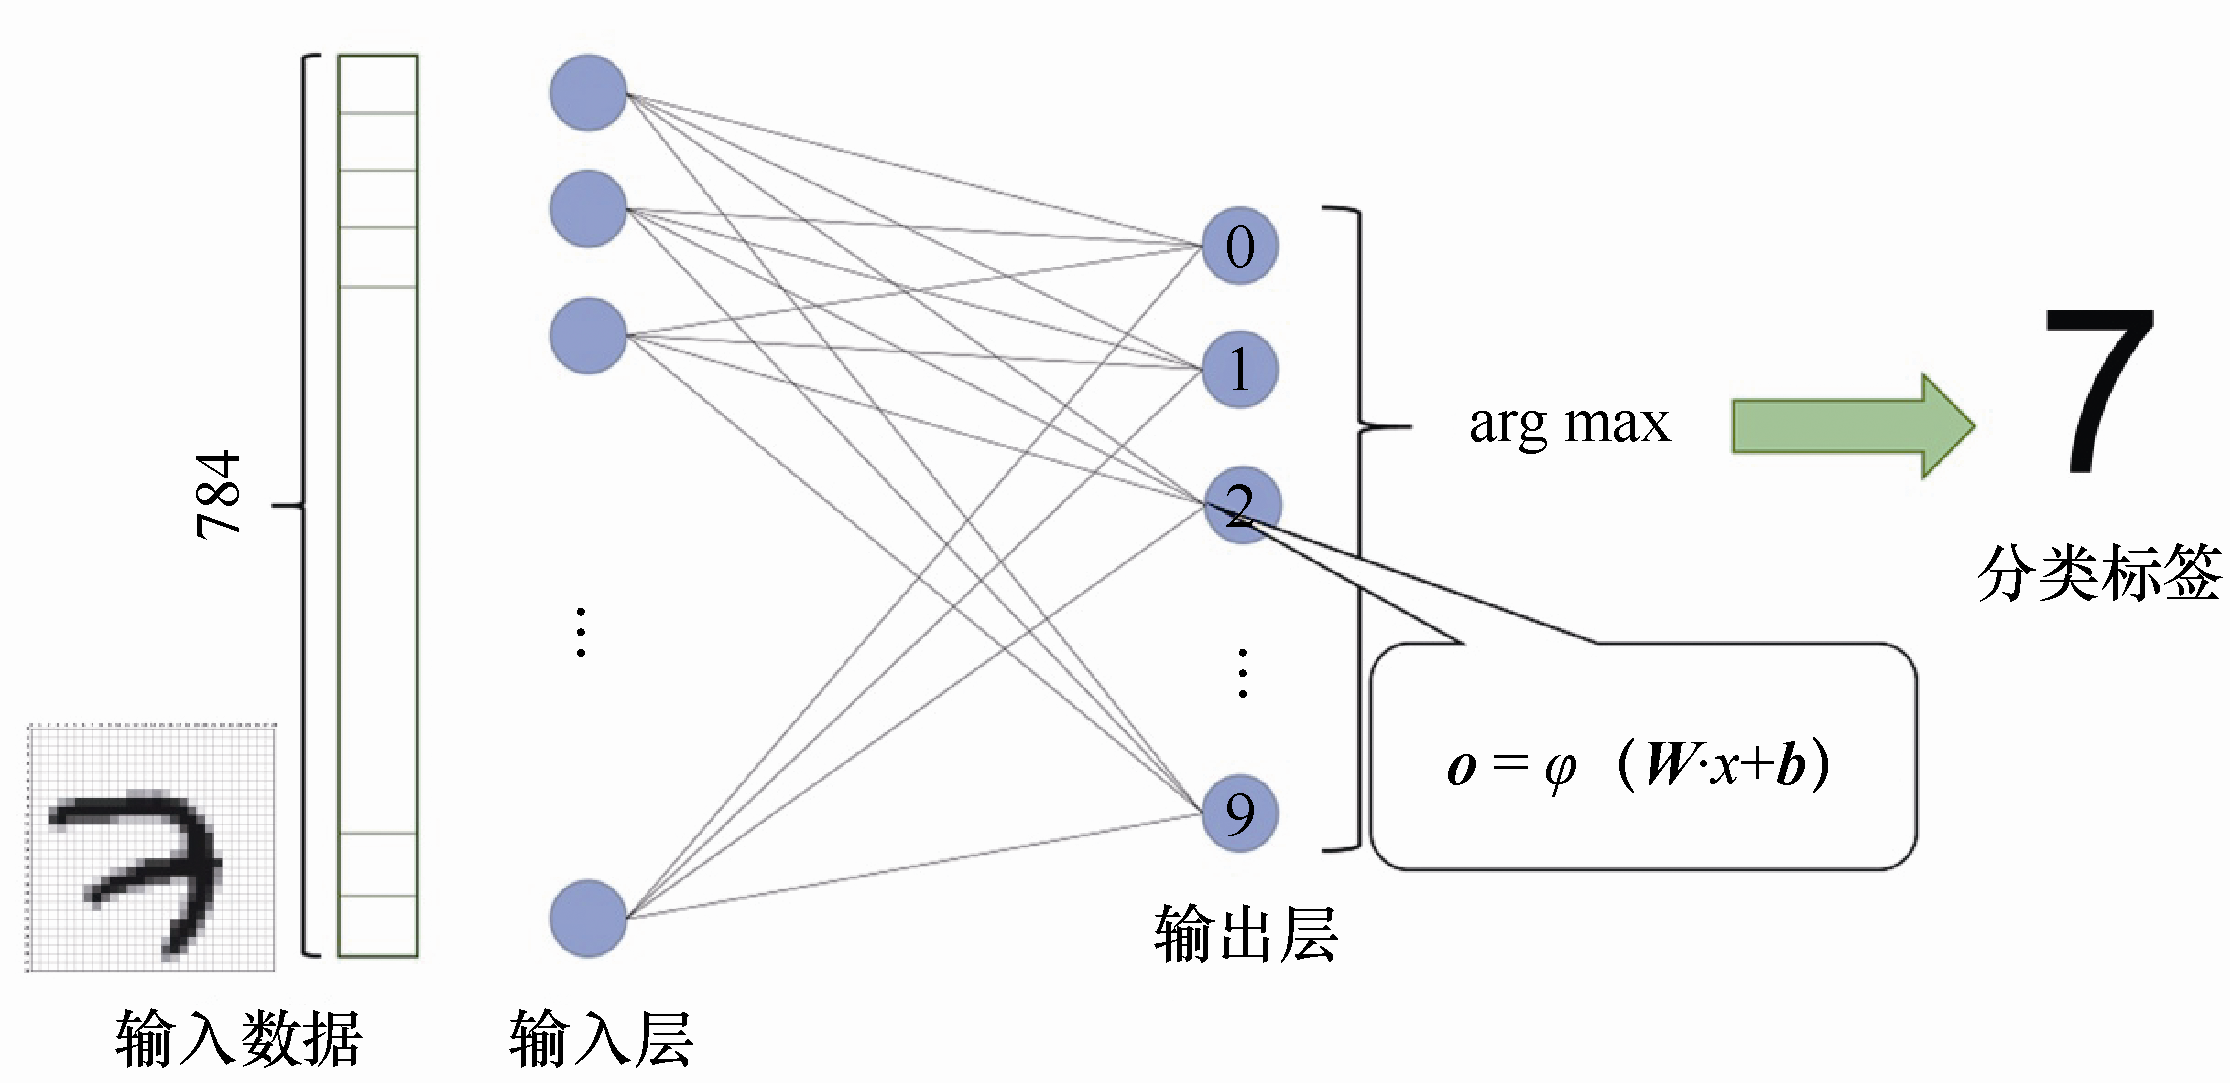 784
输入数据
输入层
⋮
0
1
2
⋮
9
输出层
arg max
7
分类标签
o = φ (W·x+b)